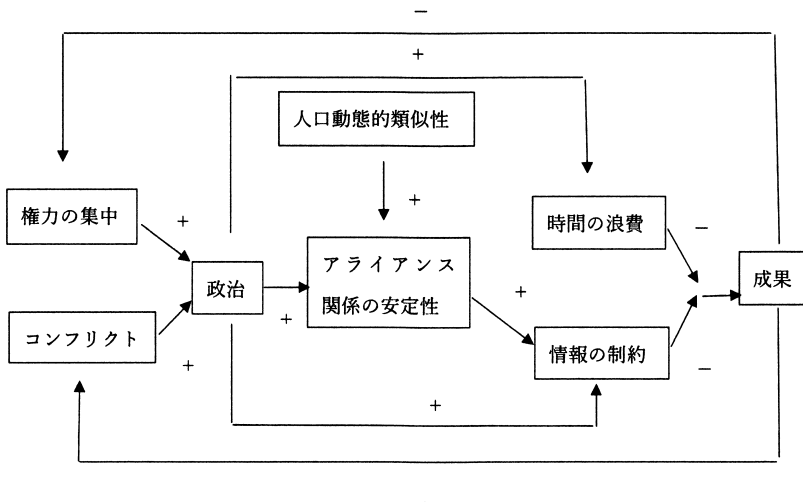 −
+
人口動態的類似性
+
権力の集中
+
時間の浪費
−
アライアンス
関係の安定性
政治
+
成果
+
コンフリクト
+
情報の制約
−
+